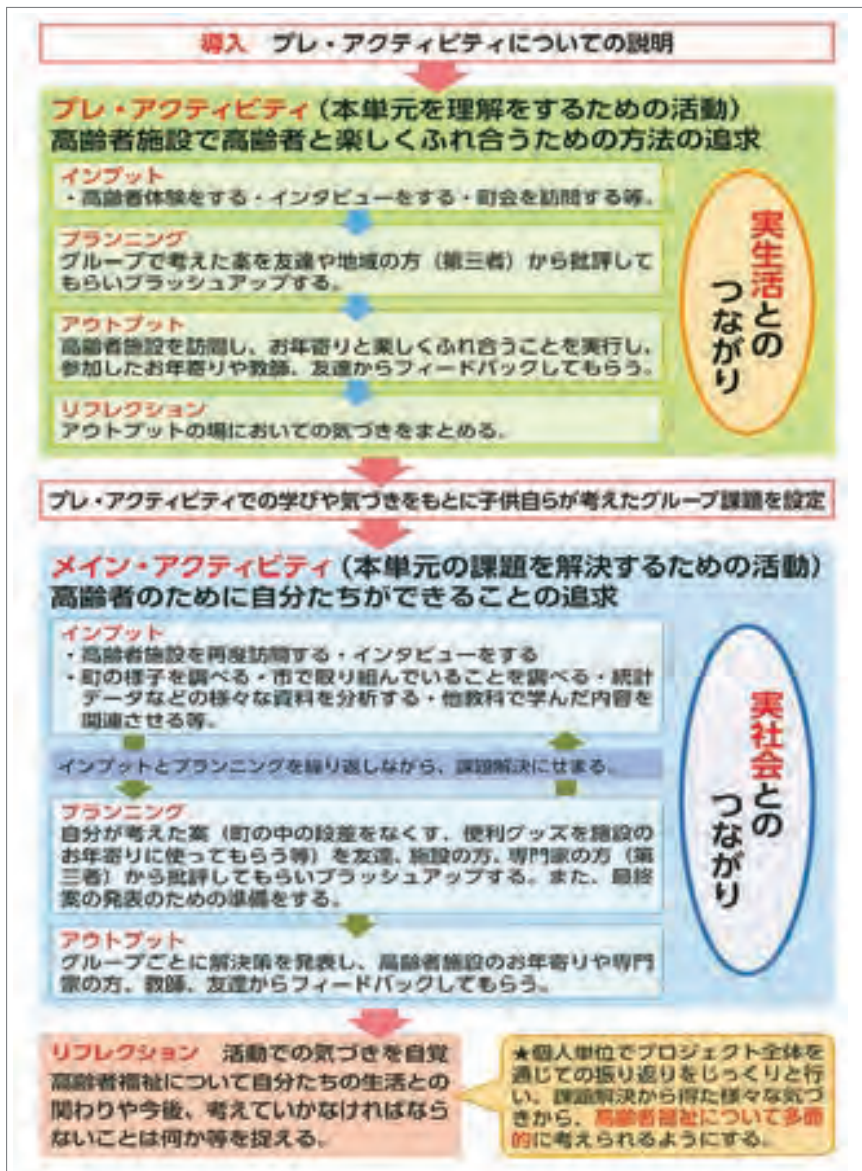 導入 プレ・アクティビティについての説明
プレ・アクティビティ（本単元を理解をするための活動）
高齢者施設で高齢者と楽しくふれ合うための方法の追求
インプット
・高齢者体験をする・インタビューをする・町会を訪問する等。
プランニング
グループで考えた案を友達や地域の方（第三者）から批評して
もらいブラッシュアップする。
アウトプット
高齢者施設を訪問し、お年寄りと楽しくふれ合うことを実行し、
参加したお年寄りや教師、友達からフィードバックしてもらう。
リフレクション
アウトプットの場においての気づきをまとめる。
実生活との
つながり
プレ・アクティビティでの学びや気づきをもとに子供自らが考えたグループ課題を設定
メイン・アクティビティ（本単元の課題を解決するための活動）
高齢者のために自分たちができることの追求
インプット
・高齢者施設を再度訪問する・インタビューをする
・町の様子を調べる・市で取り組んでいることを調べる・統計
データなどの様々な資料を分析する・他教科で学んだ内容を
関連させる等。
インプットとプランニングを繰り返しながら、課題解決にせまる。
プランニング
自分が考えた案（町の中の段差をなくす、便利グッズを施設の
お年寄りに使ってもらう等）を友達、施設の方、専門家の方（第
三者）から批評してもらいブラッシュアップする。また、最終
案の発表のための準備をする。
アウトプット
グループごとに解決策を発表し、高齢者施設のお年寄りや専門
家の方、教師、友達からフィードバックしてもらう。
実社会との
つながり
リフレクション 活動での気づきを自覚
高齢者福祉について自分たちの生活との
関わりや今後、考えていかなければなら
ないことは何か等を捉える。
★個人単位でプロジェクト全体を
通じての振り返りをじっくりと行
い、課題解決から得た様々な気づ
きから、高齢者福祉について多面
的に考えられるようにする。